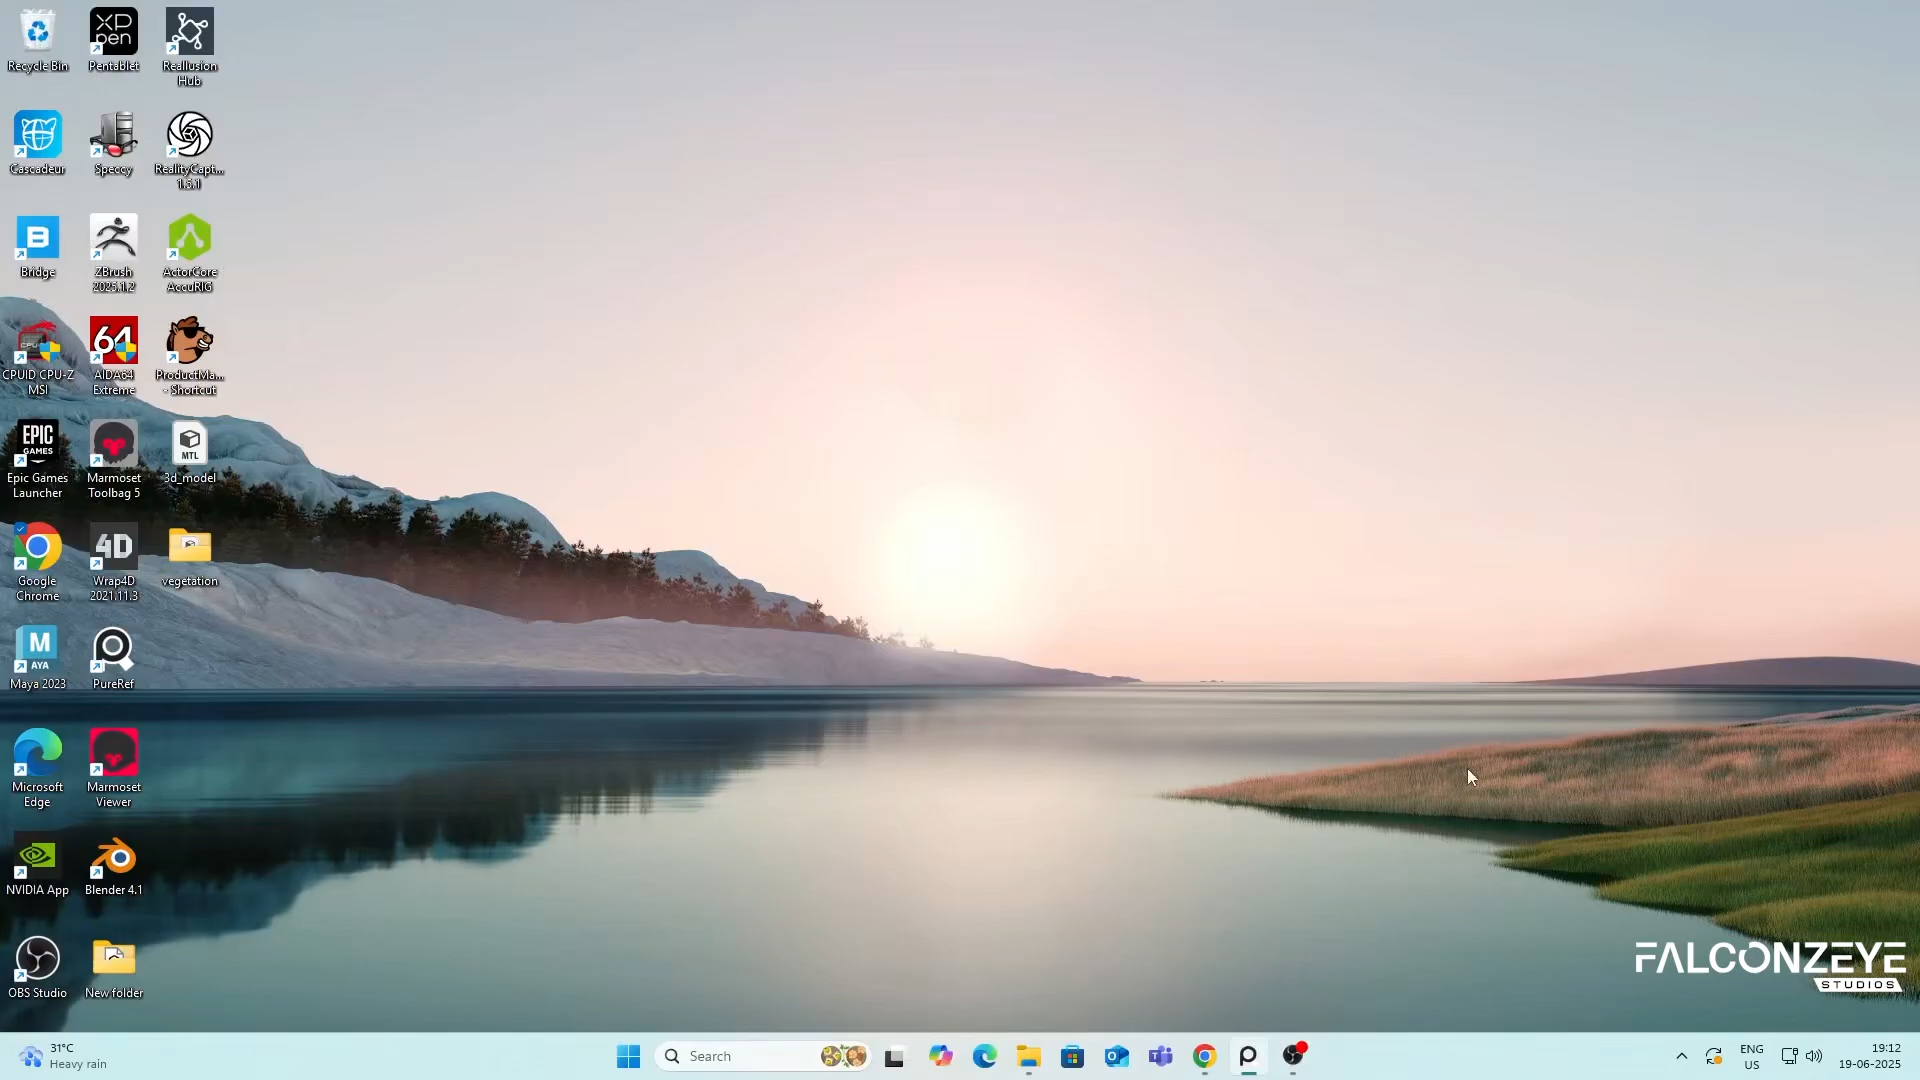 Recycle Bin
XP
pen
Pentablet
Reallusion
Hub
Cascadeur
Speccy
RealityCapt...
1.5.1
B
Bridge
ZBrush
2025.1.2
ActorCore
AccuRIG
CPUID CPU-Z
MSI
64
AIDA64
Extreme
ProductMa...
- Shortcut
EPIC
GAMES
Epic Games
Launcher
Marmoset
Toolbag 5
MTL
3d_model
Google
Chrome
4D
Wrap4D
2021.11.3
vegetation
M
AYA
Maya 2023
PureRef
Microsoft
Edge
Marmoset
Viewer
NVIDIA App
Blender 4.1
OBS Studio
New folder
FALCONZEYE
STUDIOS
31°C
Heavy rain
Search
ENG
US
19:12
19-06-2025